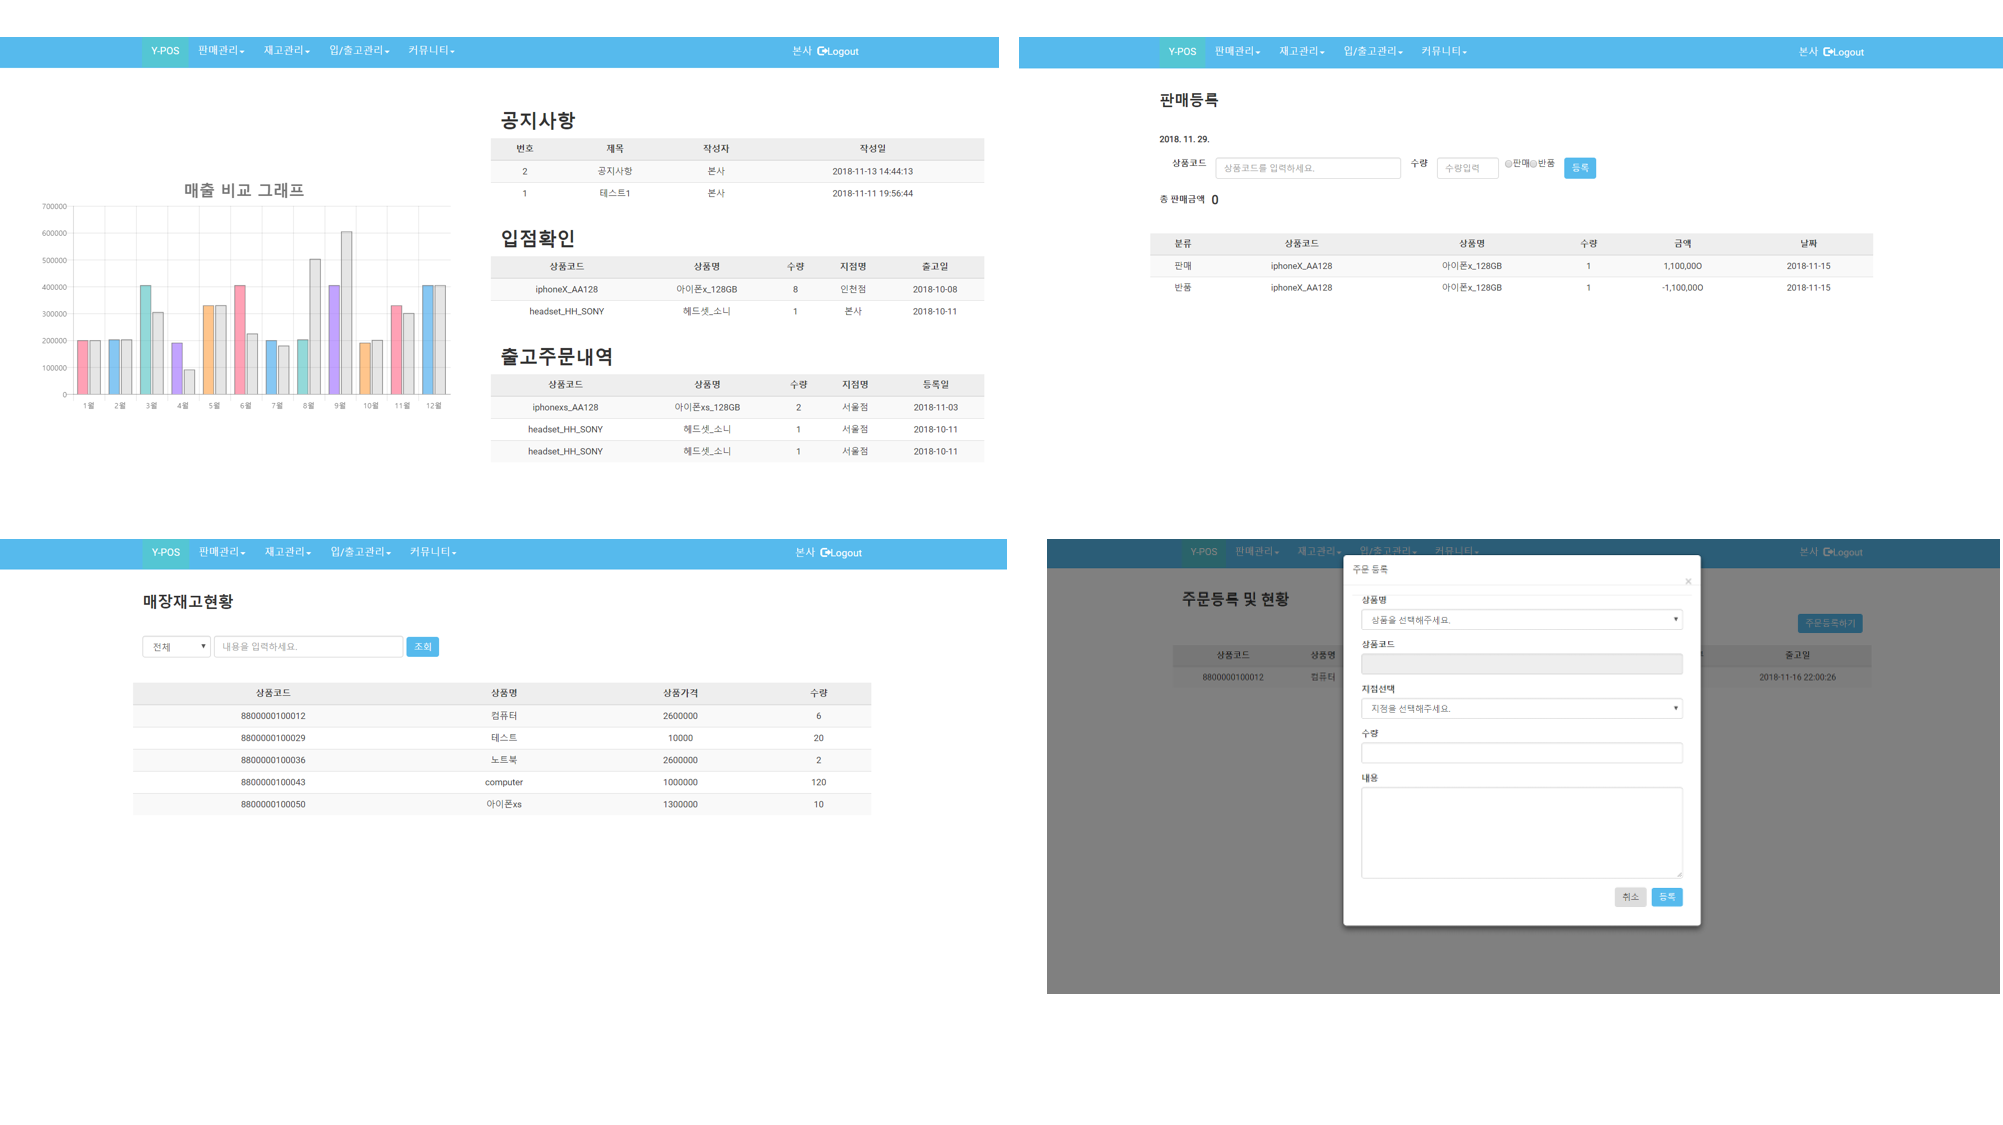 Y-POS 판매관리 재고관리 입/출고관리 커뮤니티 본사 Logout
매출 비교 그래프
700000
600000
500000
400000
300000
200000
100000
0
1월 2월 3월 4월 5월 6월 7월 8월 9월 10월 11월 12월
공지사항
번호 제목 작성자 작성일
2 공지사항 본사 2018-11-13 14:44:13
1 테스트1 본사 2018-11-11 19:56:44
입점확인
상품코드 상품명 수량 지점명 출고일
iphoneX_AA128 아이폰x_128GB 8 인천점 2018-10-08
headset_HH_SONY 헤드셋_소니 1 본사 2018-10-11
출고주문내역
상품코드 상품명 수량 지점명 등록일
iphonexs_AA128 아이폰xs_128GB 2 서울점 2018-11-03
headset_HH_SONY 헤드셋_소니 1 서울점 2018-10-11
headset_HH_SONY 헤드셋_소니 1 서울점 2018-10-11
Y-POS 판매관리 재고관리 입/출고관리 커뮤니티 본사 Logout
판매등록
2018. 11. 29.
상품코드 상품코드를 입력하세요. 수량 수량입력 판매 반품 등록
총 판매금액 0
분류 상품코드 상품명 수량 금액 날짜
판매 iphoneX_AA128 아이폰x_128GB 1 1,100,000 2018-11-15
반품 iphoneX_AA128 아이폰x_128GB 1 -1,100,000 2018-11-15
Y-POS 판매관리 재고관리 입/출고관리 커뮤니티 본사 Logout
매장재고현황
전체 내용을 입력하세요. 조회
상품코드 상품명 상품가격 수량
8800000100012 컴퓨터 2600000 6
8800000100029 테스트 10000 20
8800000100036 노트북 2600000 2
8800000100043 computer 1000000 120
8800000100050 아이폰xs 1300000 10
Y-POS 판매관리 재고관리 입/출고관리 커뮤니티 본사 Logout
주문등록 및 현황
주문등록하기
상품코드 상품명 출고일
8800000100012 컴퓨터 2018-11-16 22:00:26
주문 등록
×
상품명
상품을 선택해주세요.
상품코드
지점선택
지점을 선택해주세요.
수량
내용
취소 등록